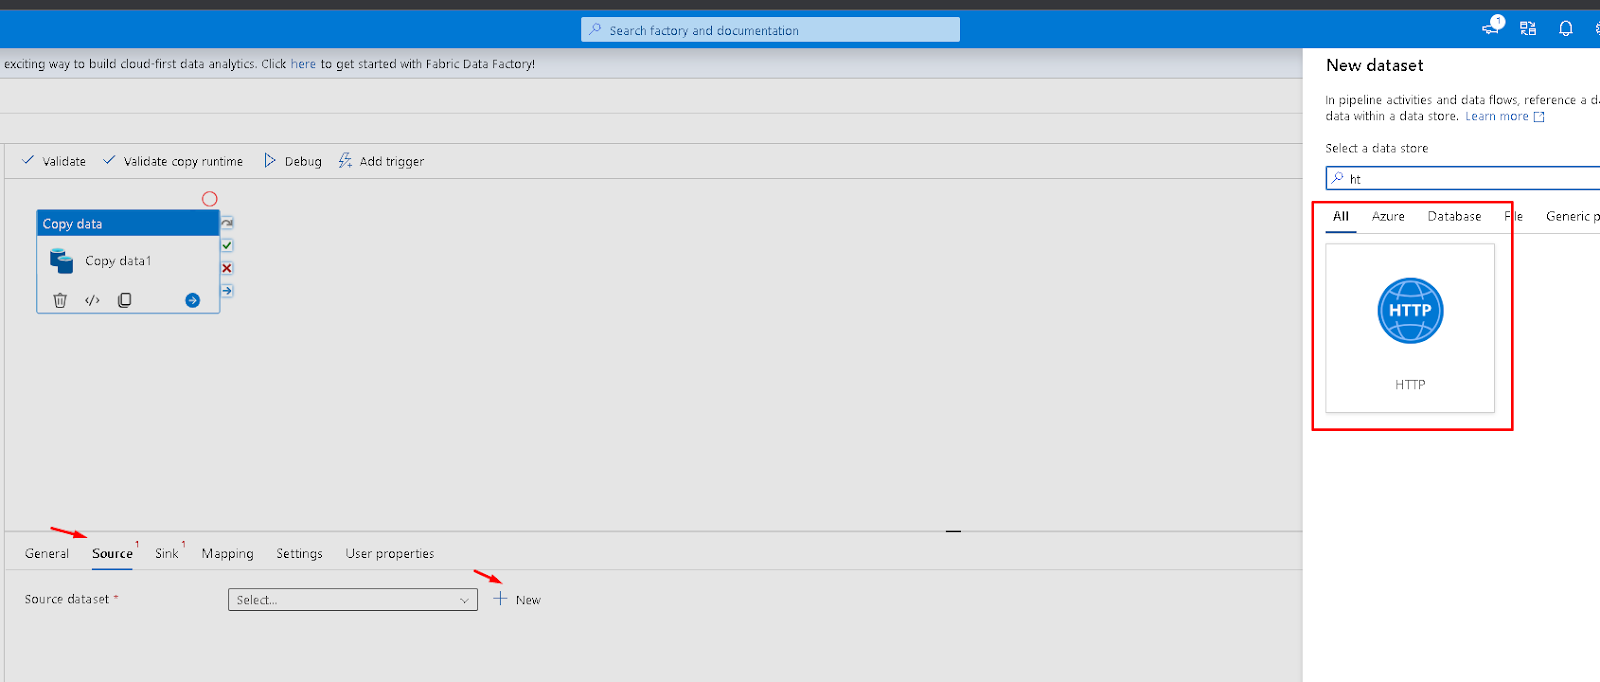 Search factory and documentation
1
exciting way to build cloud-first data analytics. Click here to get started with Fabric Data Factory!
Validate
Validate copy runtime
Debug
Add trigger
Copy data
Copy data1
General
Source 1
Sink 1
Mapping
Settings
User properties
Source dataset *
Select...
New
New dataset
In pipeline activities and data flows, reference a
data within a data store. Learn more
Select a data store
ht
All
Azure
Database
Generic
HTTP
HTTP